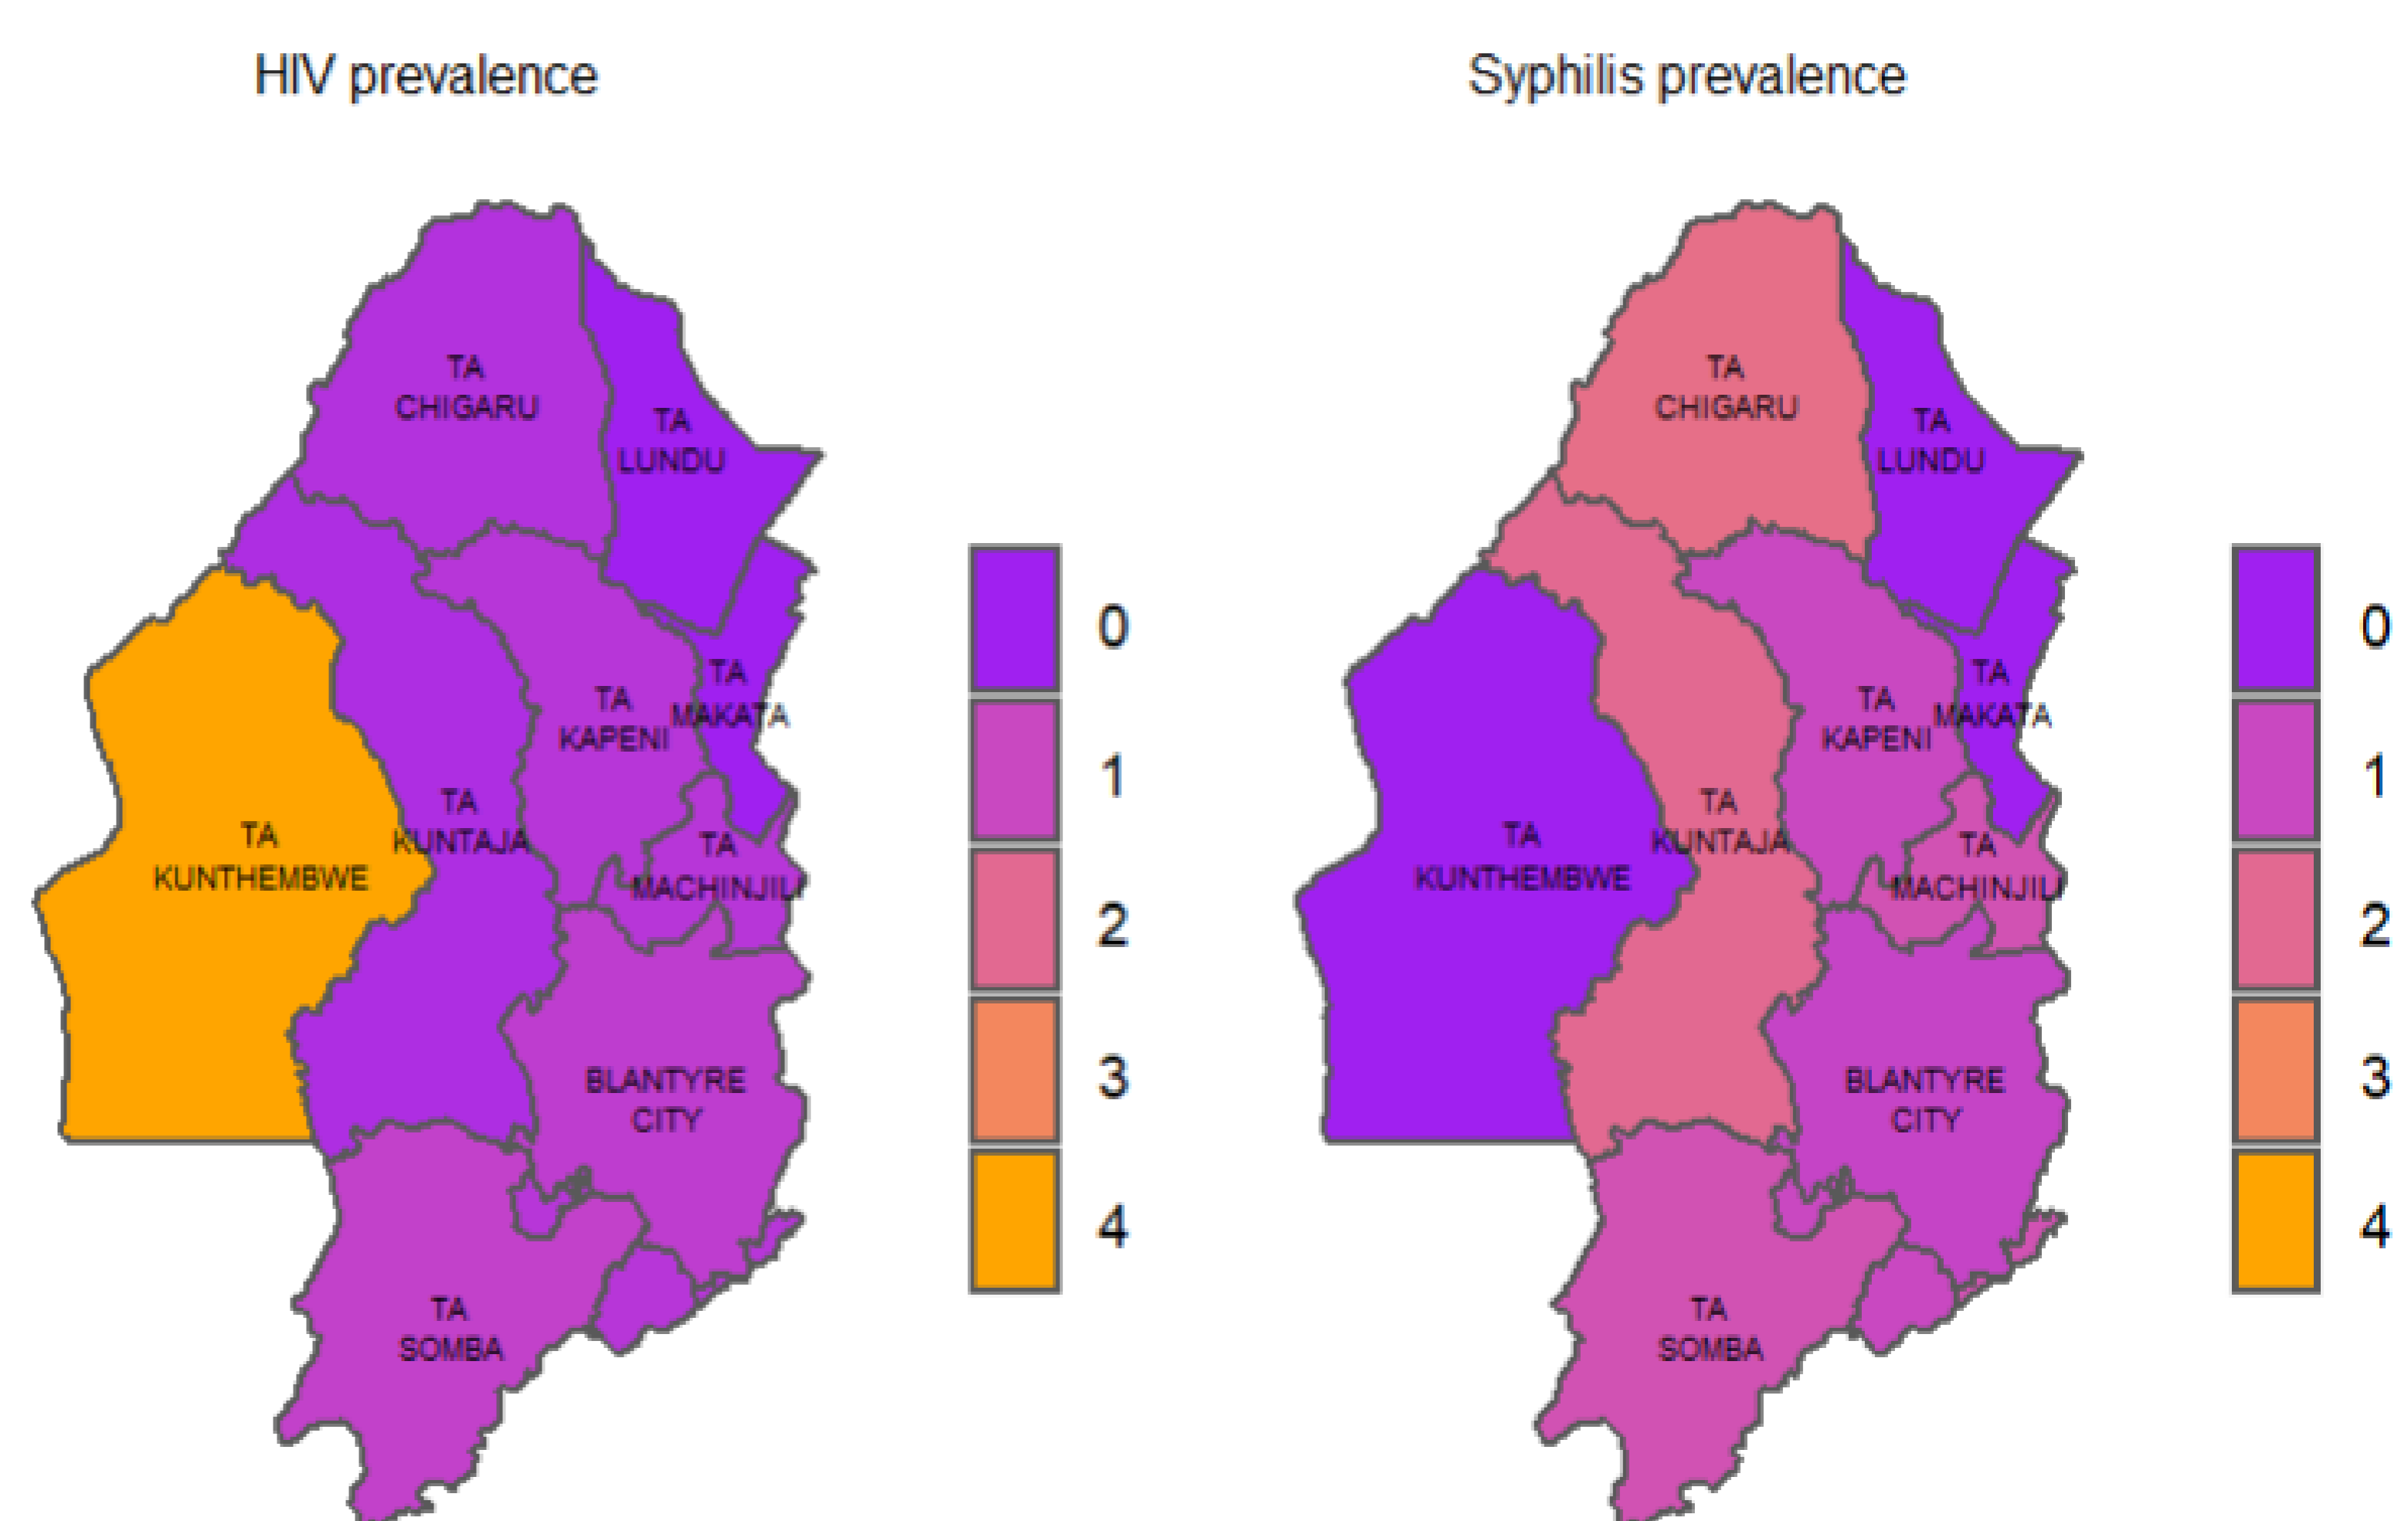 HIV prevalence
TA
CHIGARU
TA
LUNDU
TA
MAKATA
TA
KAPENI
TA
KUNTAJA
TA
KUNTHEMBWE
TA
MACHINJILI
BLANTYRE
CITY
TA
SOMBA
0
1
2
3
4
Syphilis prevalence
TA
CHIGARU
TA
LUNDU
TA
MAKATA
TA
KAPENI
TA
KUNTAJA
TA
KUNTHEMBWE
TA
MACHINJILI
BLANTYRE
CITY
TA
SOMBA
0
1
2
3
4